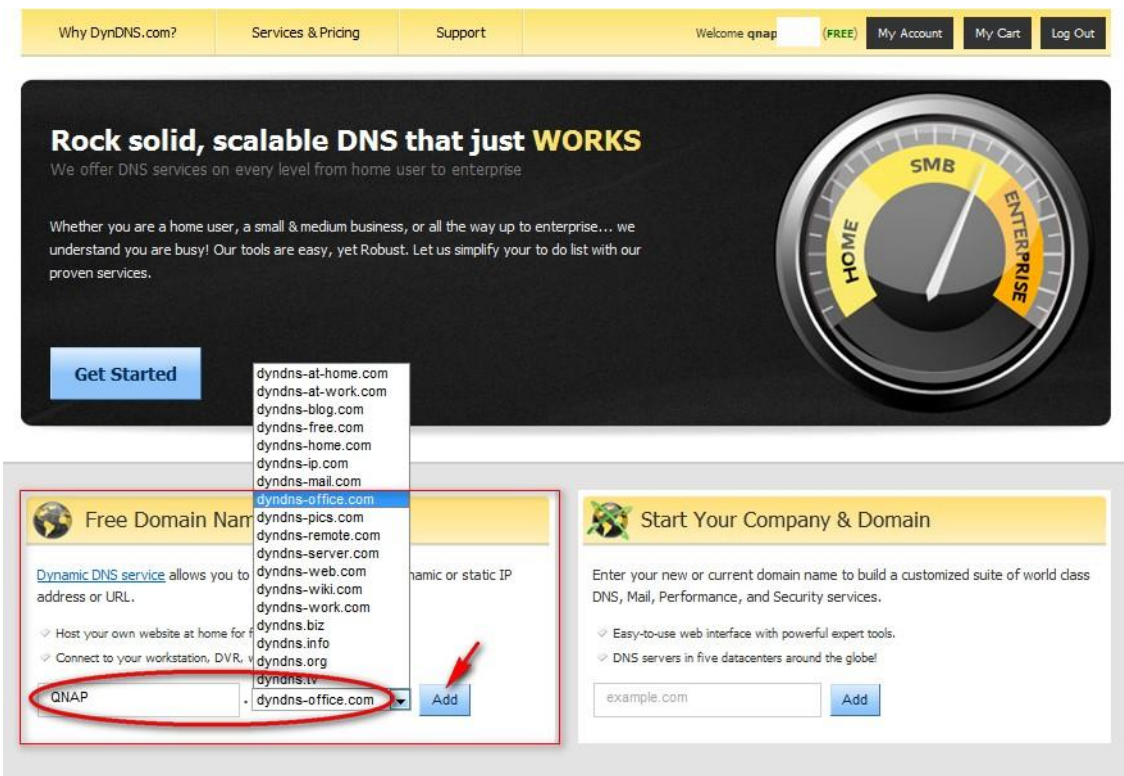 Why DynDNS.com? Services & Pricing Support Welcome qnap (FREE) My Account My Cart Log Out
Rock solid, scalable DNS that just WORKS
We offer DNS services on every level from home user to enterprise
Whether you are a home user, a small & medium business, or all the way up to enterprise... we
understand you are busy! Our tools are easy, yet Robust. Let us simplify your to do list with our
proven services.
HOME
SMB
ENTERPRISE
Get Started
dyndns-at-home.com
dyndns-at-work.com
dyndns-blog.com
dyndns-free.com
dyndns-home.com
dyndns-ip.com
dyndns-mail.com
dyndns-office.com
dyndns-pics.com
dyndns-remote.com
dyndns-server.com
dyndns-web.com
dyndns-wiki.com
dyndns-work.com
dyndns.biz
dyndns.info
dyndns.org
dyndns.tv
Free Domain
Dynamic DNS service allows you to or static IP
address or URL.
Host your own website at home for
Connect to your workstation, DVR,
QNAP . dyndns-office.com Add
Start Your Company & Domain
Enter your new or current domain name to build a customized suite of world class
DNS, Mail, Performance, and Security services.
Easy-to-use web interface with powerful expert tools.
DNS servers in five datacenters around the globe!
example.com Add